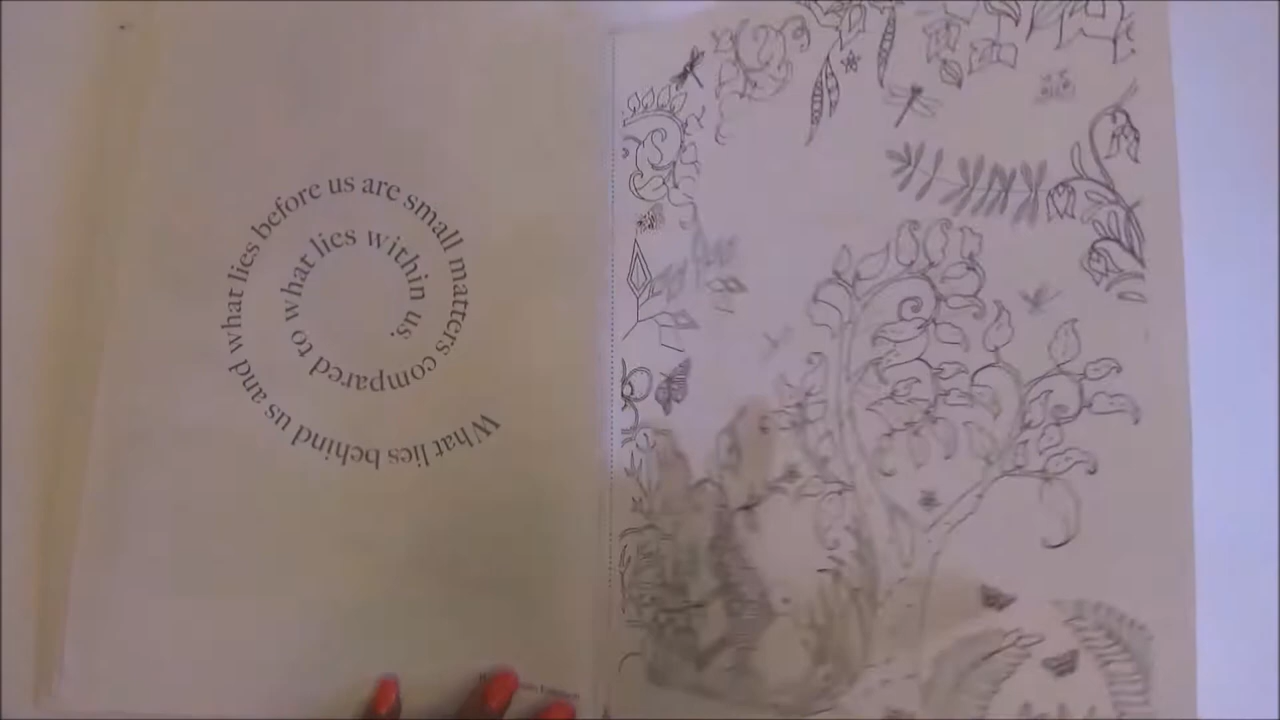 What lies behind us and what lies before us are small matters compared to what lies within us.